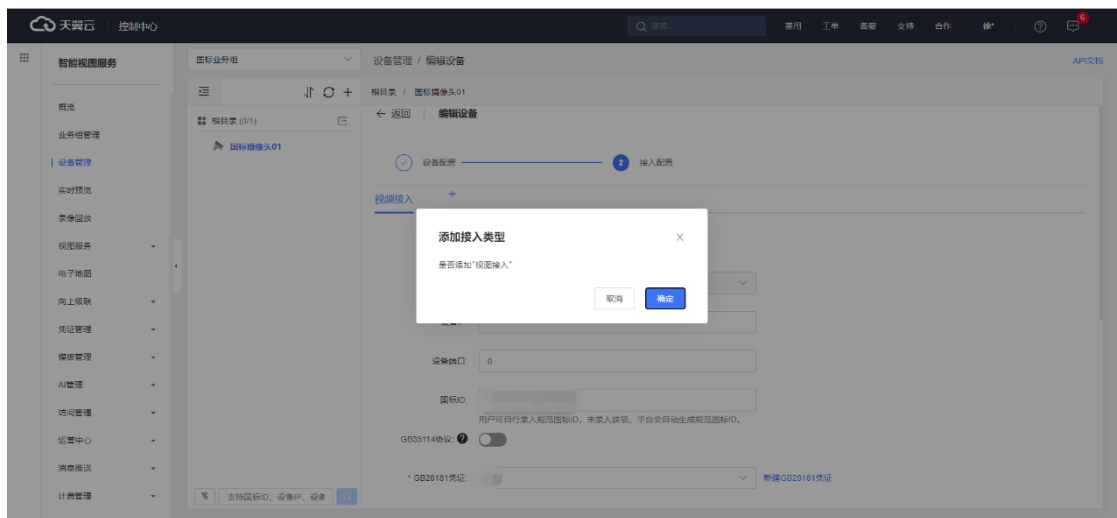 天翼云 控制中心 搜索... 费用 工单 备案 支持 合作 徐* 6
智能视图服务
概览
业务组管理
设备管理
实时预览
录像回放
视图服务
电子地图
向上级联
凭证管理
模板管理
AI管理
访问管理
运营中心
消息推送
计费管理
国标业务组
根目录 (0/1)
国标摄像头01
支持国标ID、设备IP、设备
设备管理 / 编辑设备 API文档
根目录 / 国标摄像头01
← 返回 编辑设备
设备配置 2 接入配置
视频接入 +
添加接入类型
是否添加"视图接入"
取消 确定
设备端口: 0
国标ID:
用户可自行录入规范国标ID，未录入该项，平台会自动生成规范国标ID。
GB35114协议:
* GB28181凭证: 新建GB28181凭证